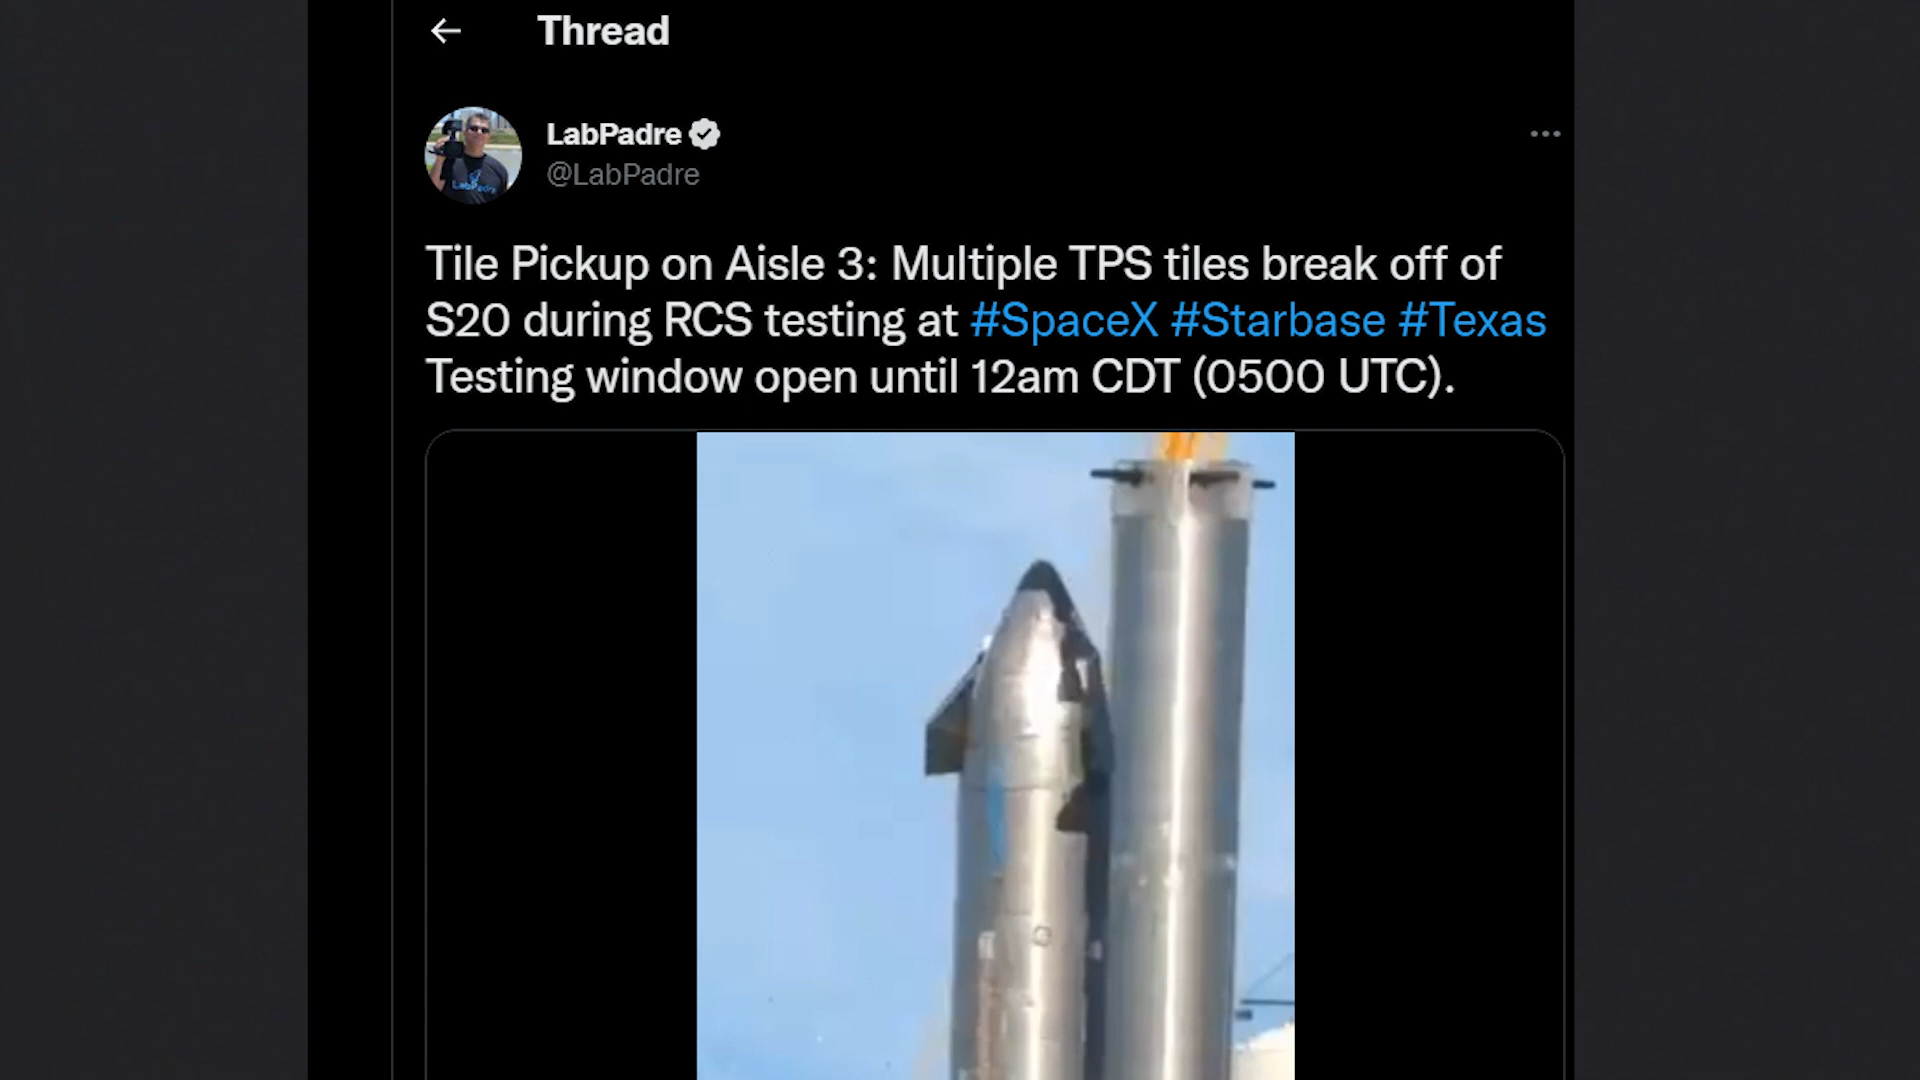 Thread
LabPadre
@LabPadre
Tile Pickup on Aisle 3: Multiple TPS tiles break off of
S20 during RCS testing at #SpaceX #Starbase #Texas
Testing window open until 12am CDT (0500 UTC).
LabPadre